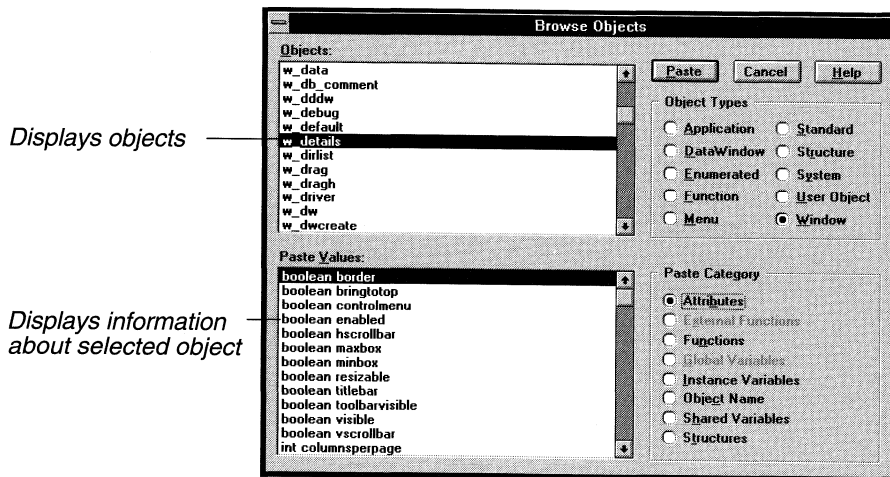 Browse Objects
Objects:
w_data
w_db_comment
w_dddw
w_debug
w_default
w_details
w_dirlist
w_drag
w_dragh
w_driver
w_dw
w_dwcreate
Paste Cancel Help
Object Types
Application Standard
DataWindow Structure
Enumerated System
Function User Object
Menu Window
Displays objects
Paste Values:
boolean border
boolean bringtotop
boolean controlmenu
boolean enabled
boolean hscrollbar
boolean maxbox
boolean minbox
boolean resizable
boolean titlebar
boolean toolbarvisible
boolean visible
boolean vscrollbar
int columnsperpage
Paste Category
Attributes
External Functions
Functions
Global Variables
Instance Variables
Object Name
Shared Variables
Structures
Displays information
about selected object